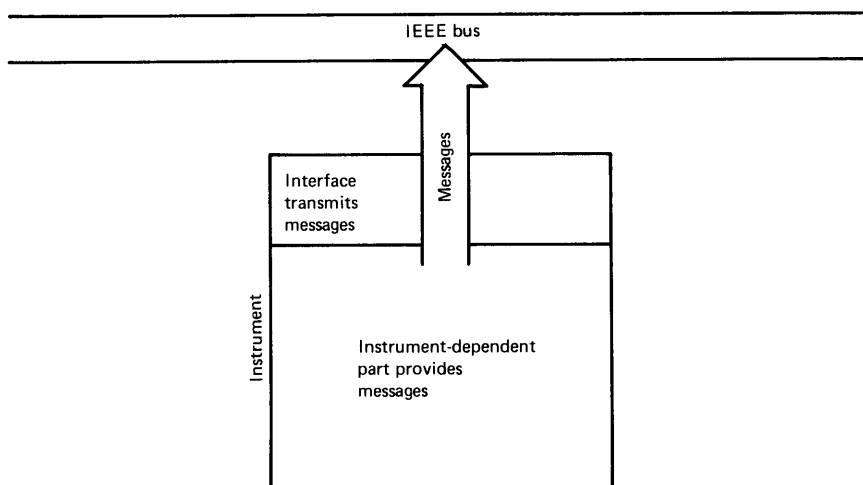 IEEE bus
Messages
Interface
transmits
messages
Instrument
Instrument-dependent
part provides
messages